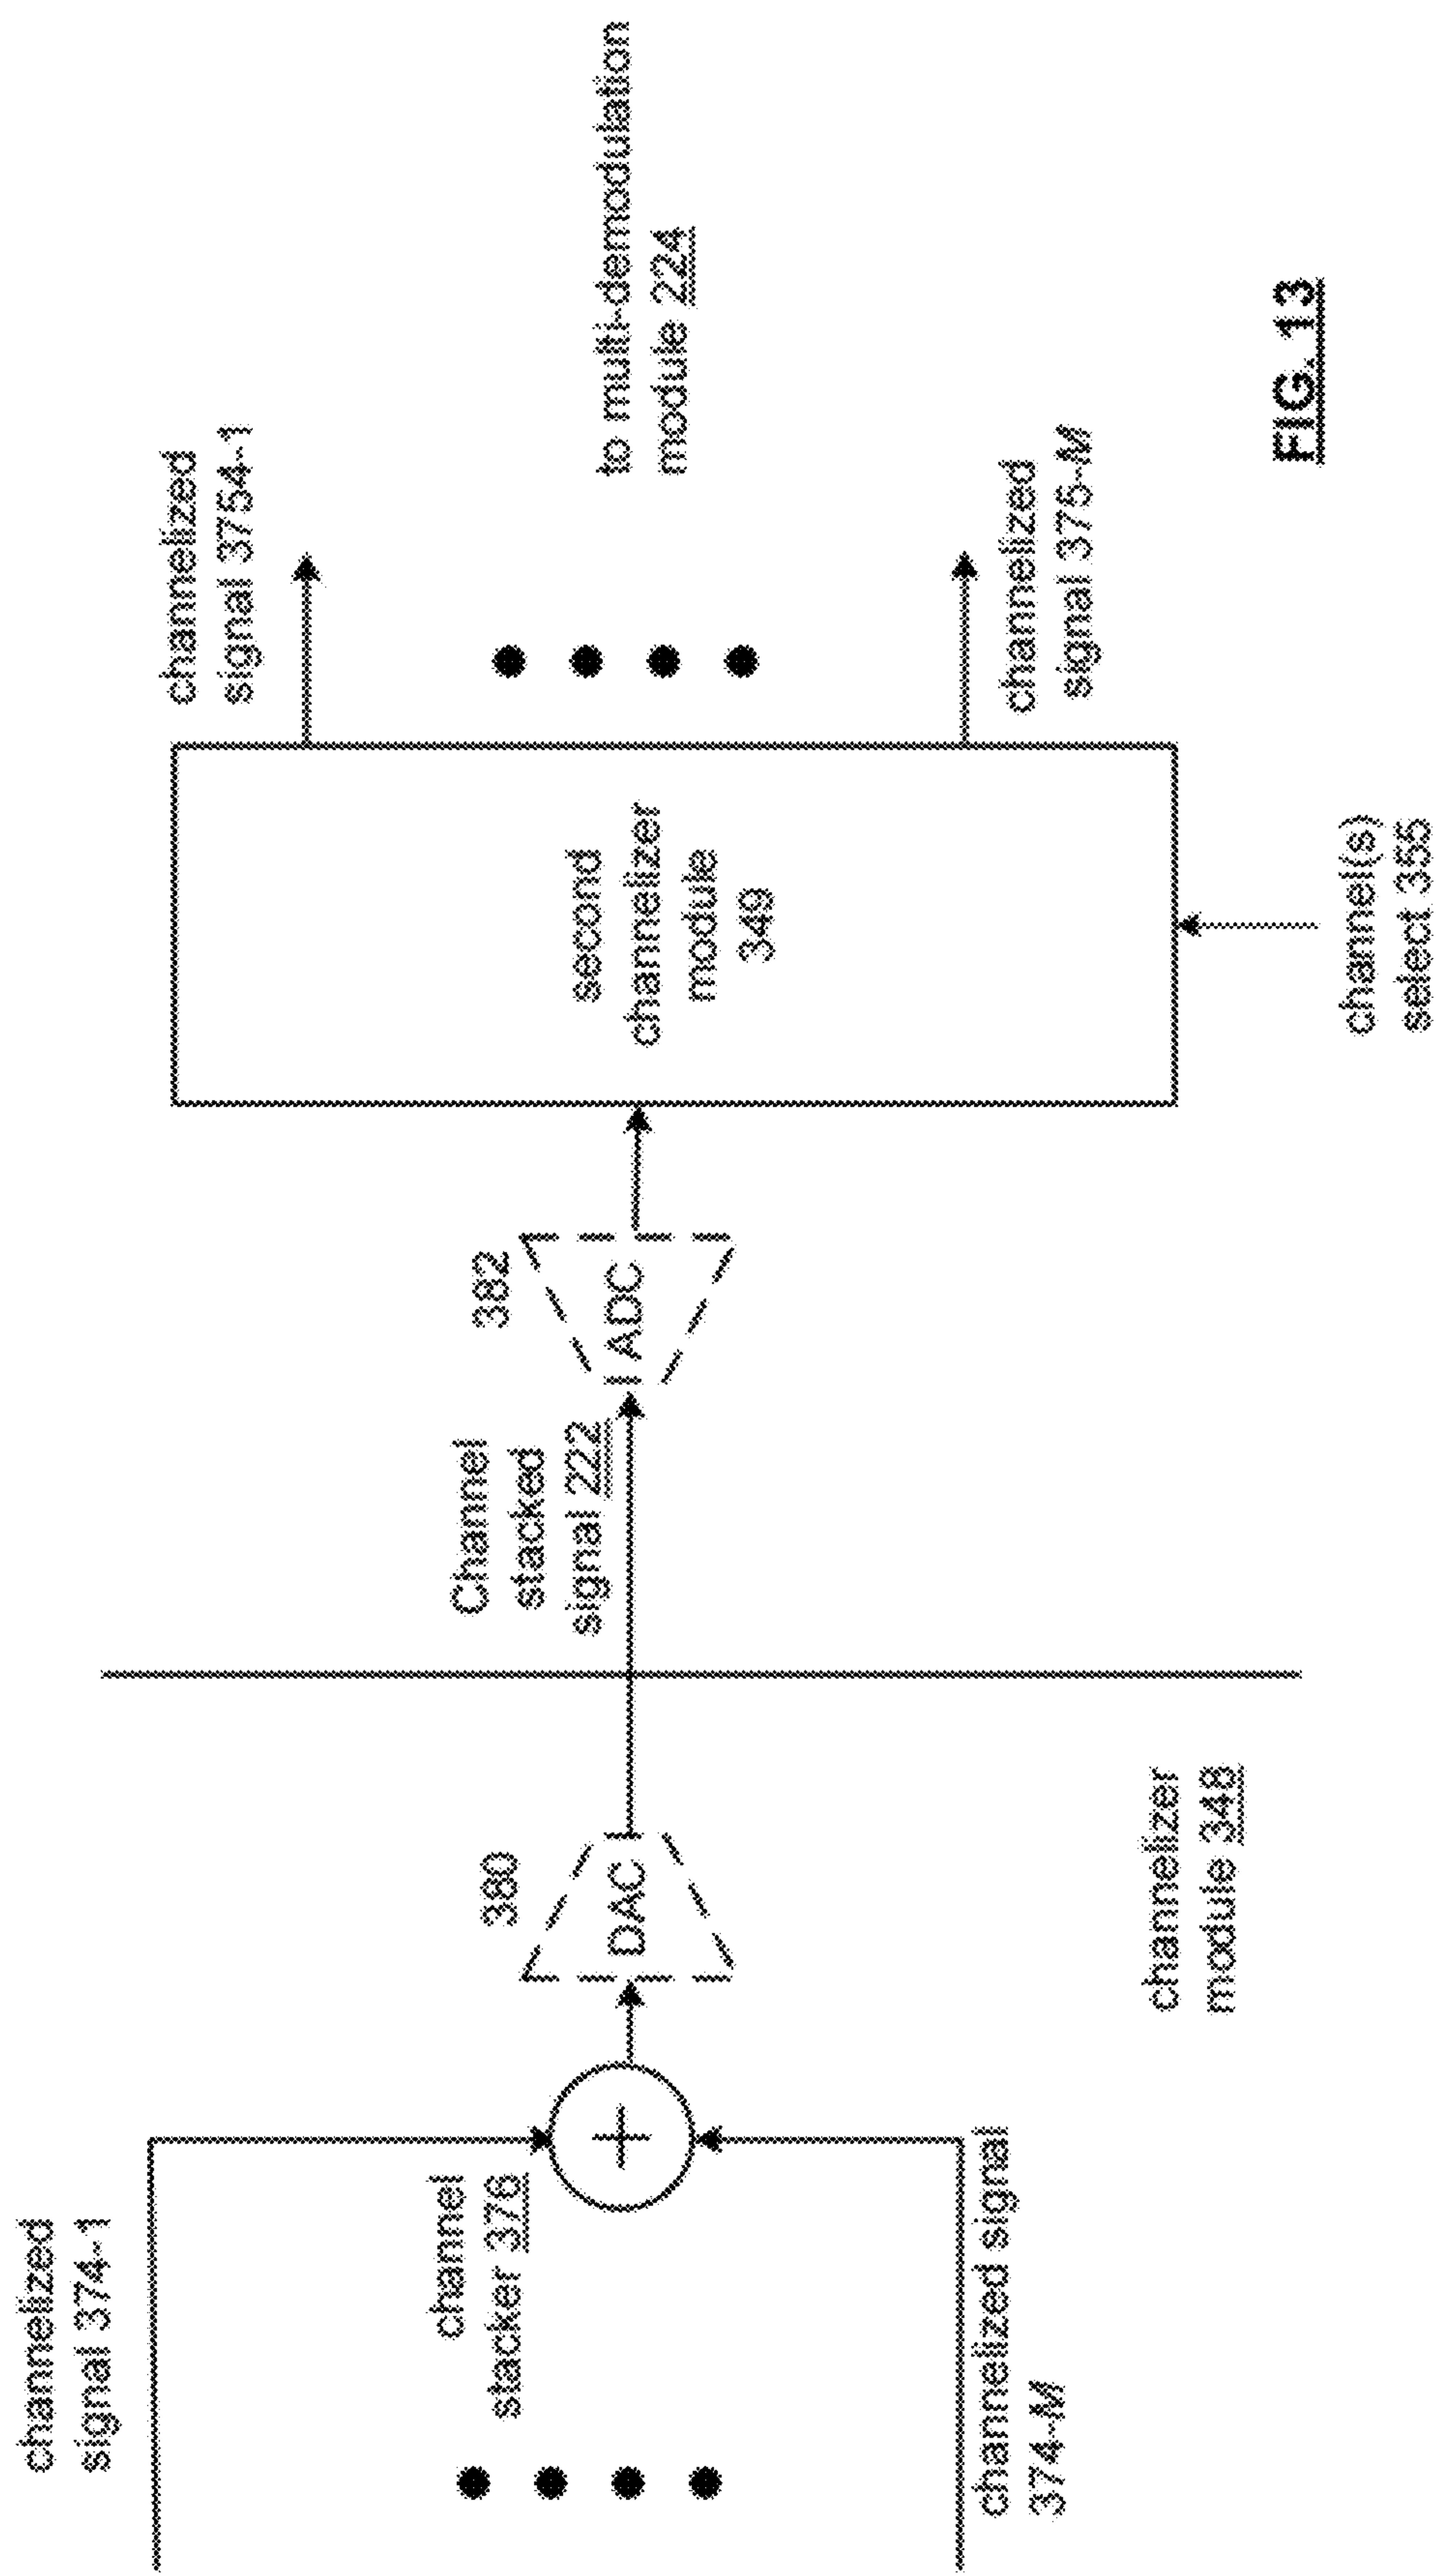 channelized
signal 374-1
channel
stacker 376
channelized signal
374-M
380
DAC
channelizer
module 348
Channel
stacked
signal 222
382
ADC
second
channelizer
module
349
channel(s)
select 355
channelized
signal 3754-1
channelized
signal 375-M
to multi-demodulation
module 224
FIG. 13